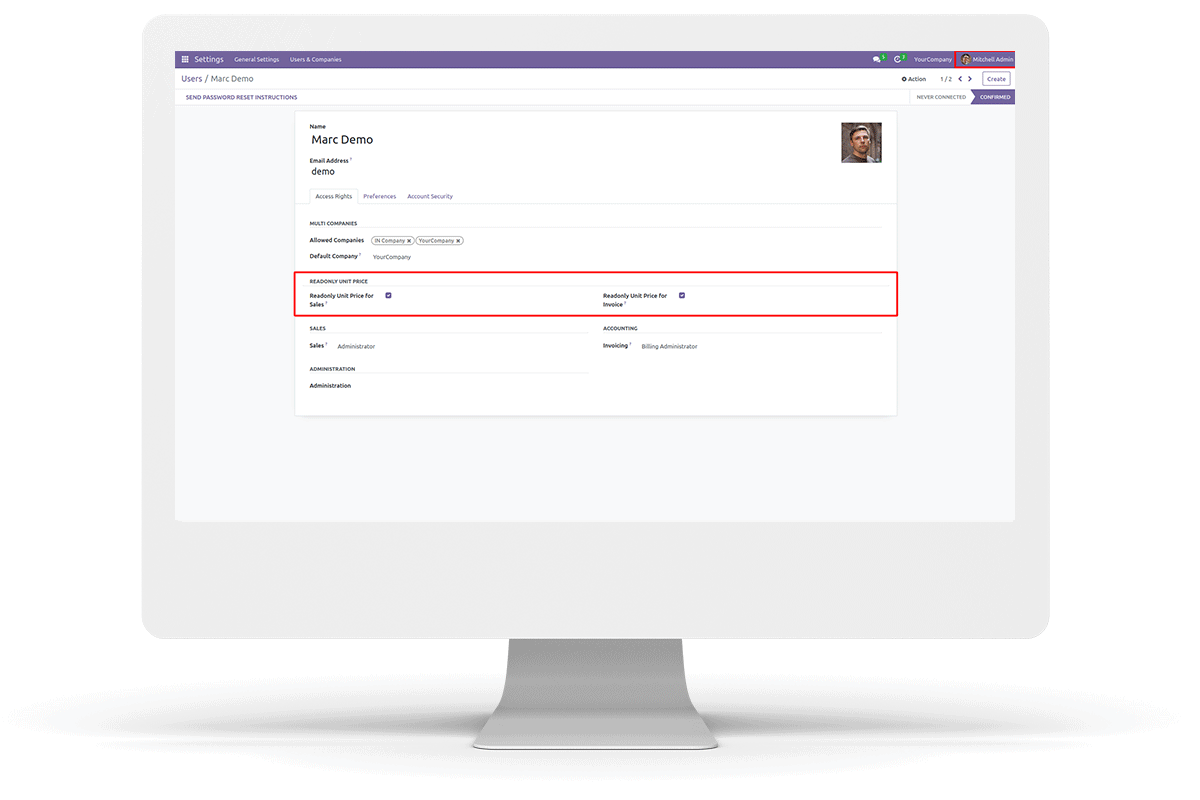 Settings General Settings Users & Companies 5 7 YourCompany Mitchell Admin
Users / Marc Demo Action 1 / 2 Create
SEND PASSWORD RESET INSTRUCTIONS NEVER CONNECTED CONFIRMED
Name
Marc Demo
Email Address ?
demo
Access Rights Preferences Account Security
MULTI COMPANIES
Allowed Companies IN Company × YourCompany ×
Default Company ? YourCompany
READONLY UNIT PRICE
Readonly Unit Price for
Sales ?
Readonly Unit Price for
Invoice ?
SALES
Sales ? Administrator
ACCOUNTING
Invoicing ? Billing Administrator
ADMINISTRATION
Administration